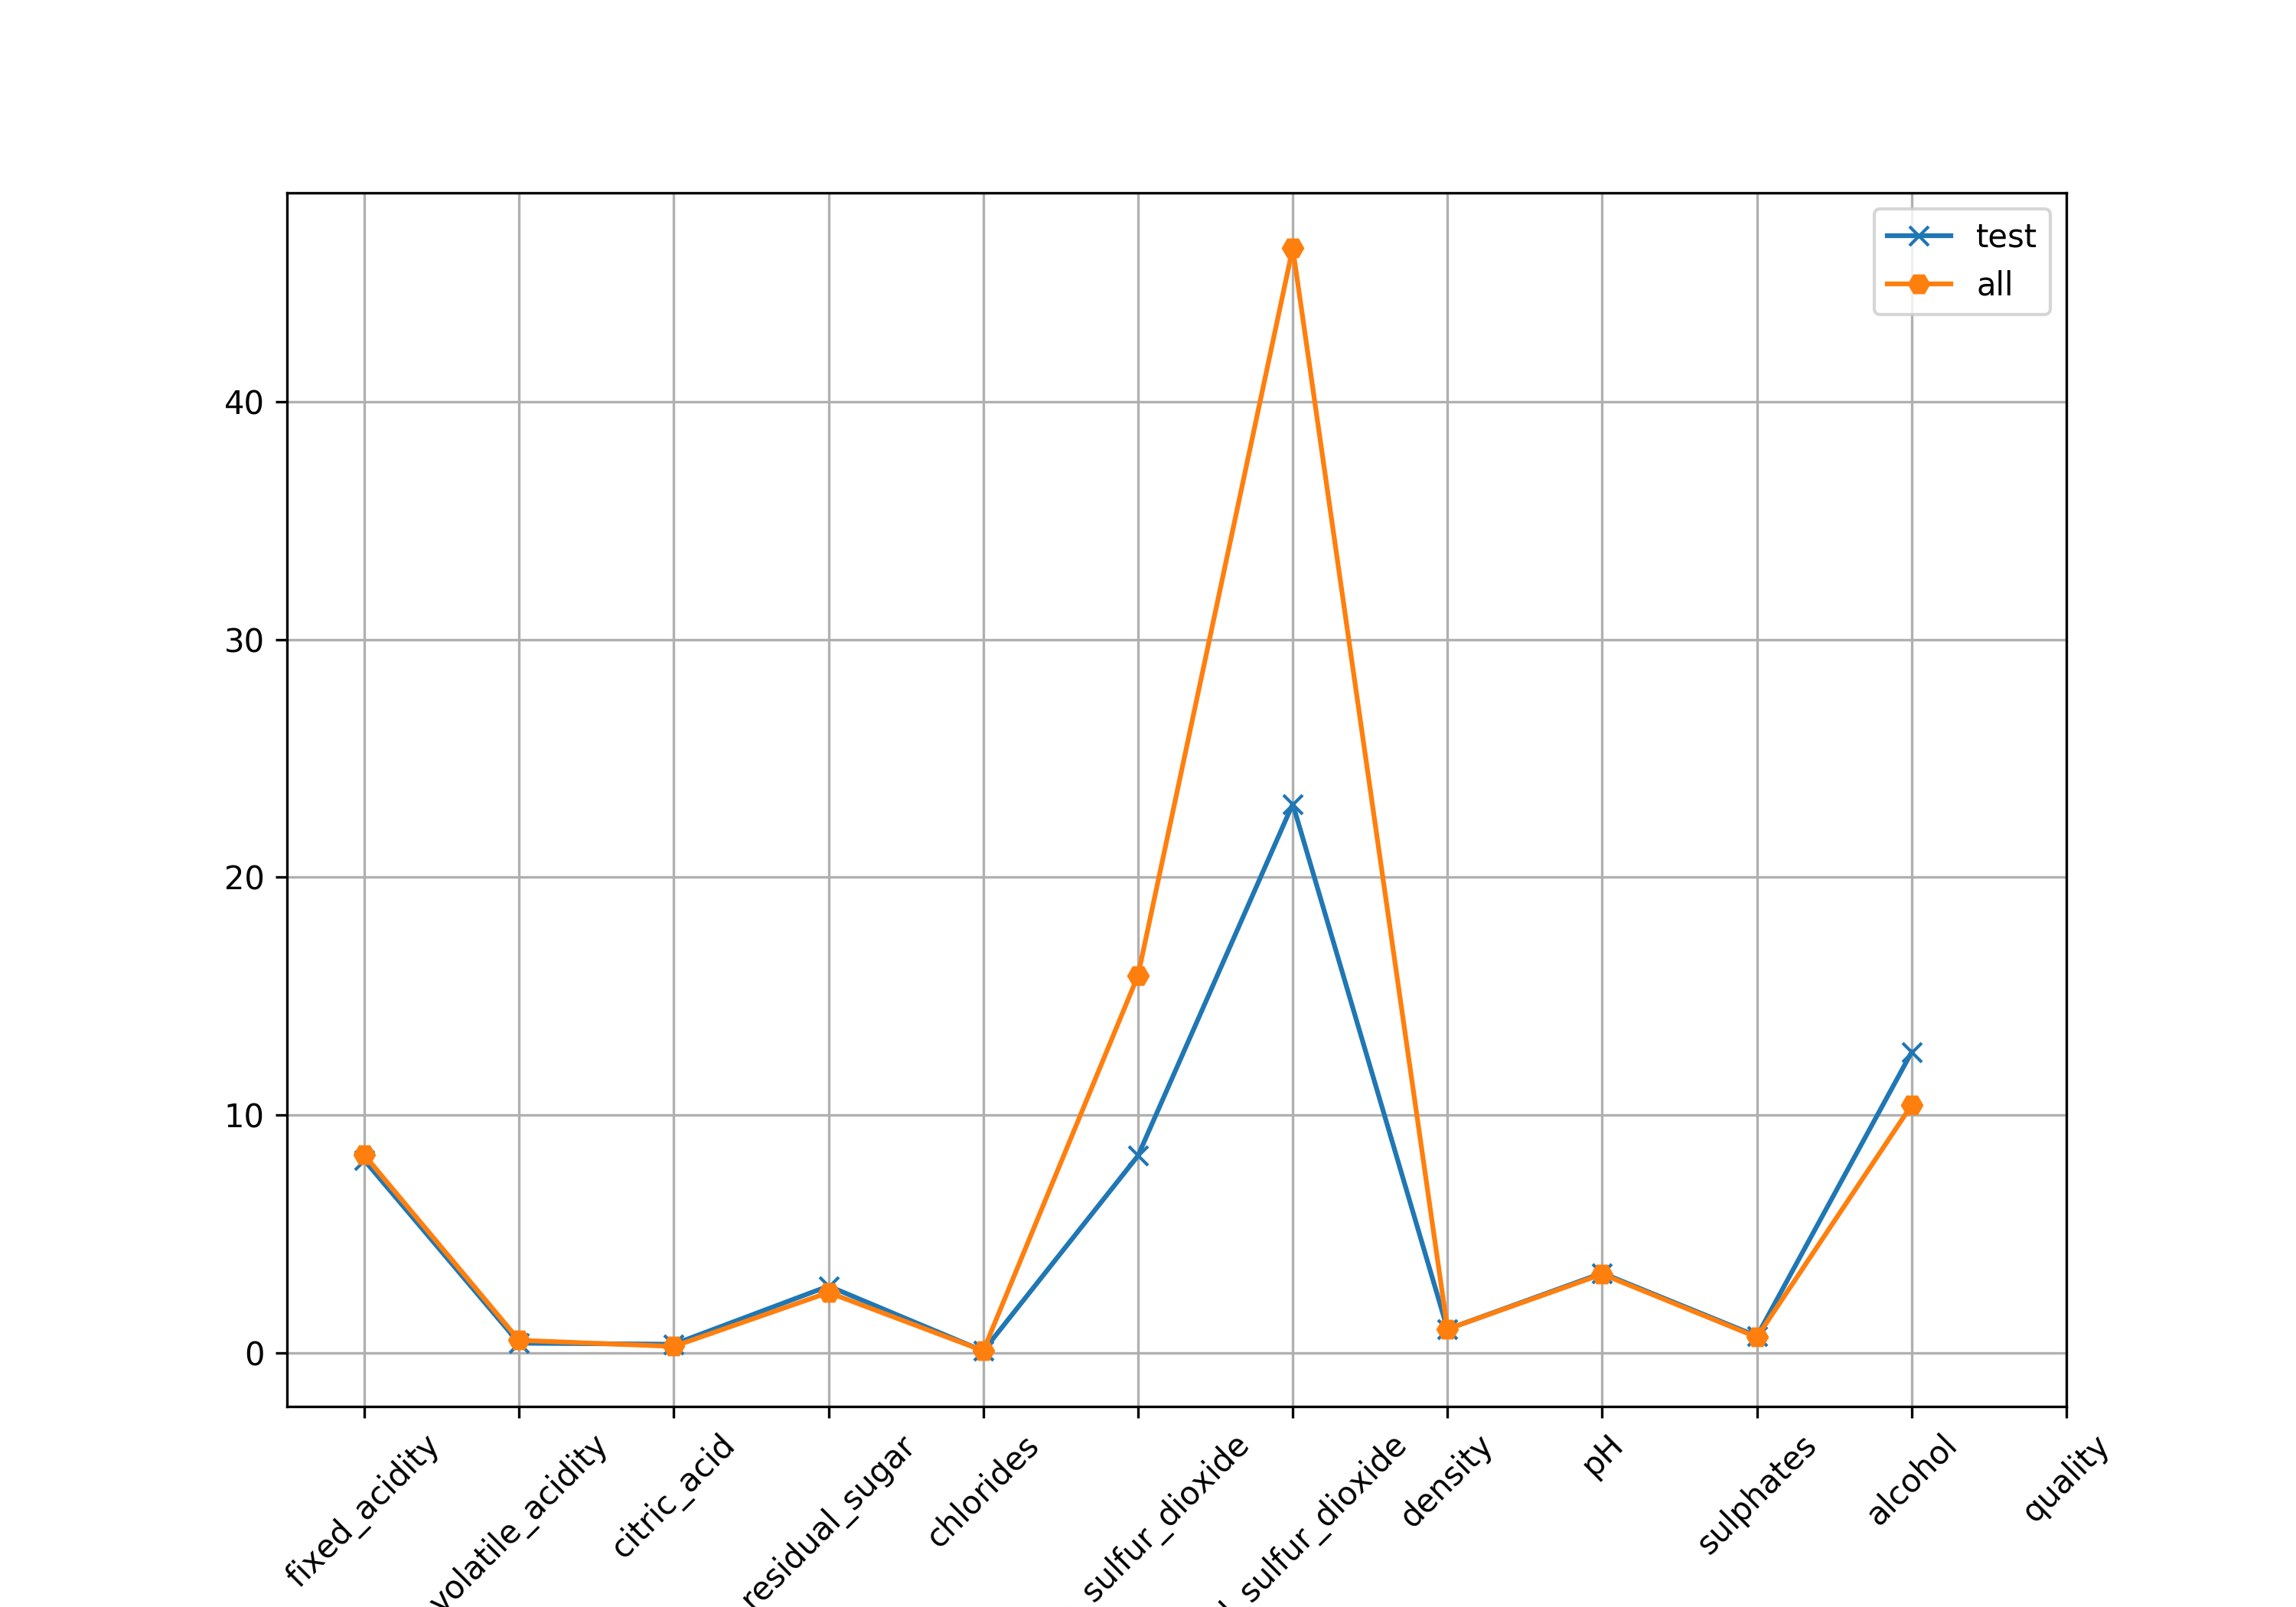 test
all
40
30
20
10
0
fixed_acidity
volatile_acidity
citric_acid
residual_sugar
chlorides
sulfur_dioxide
sulfur_dioxide
density
pH
sulphates
alcohol
quality